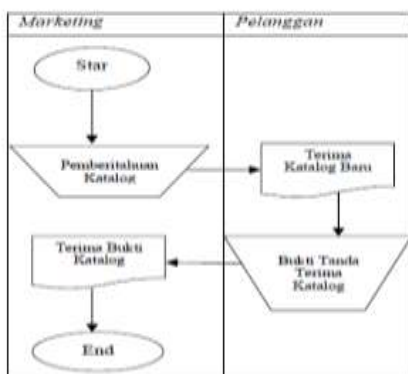 Marketing
Pelanggan
Star
Pemberitahuan
Katalog
Terima
Katalog Baru
Terima Bukti
Katalog
Bukti Tanda
Terima
Katalog
End